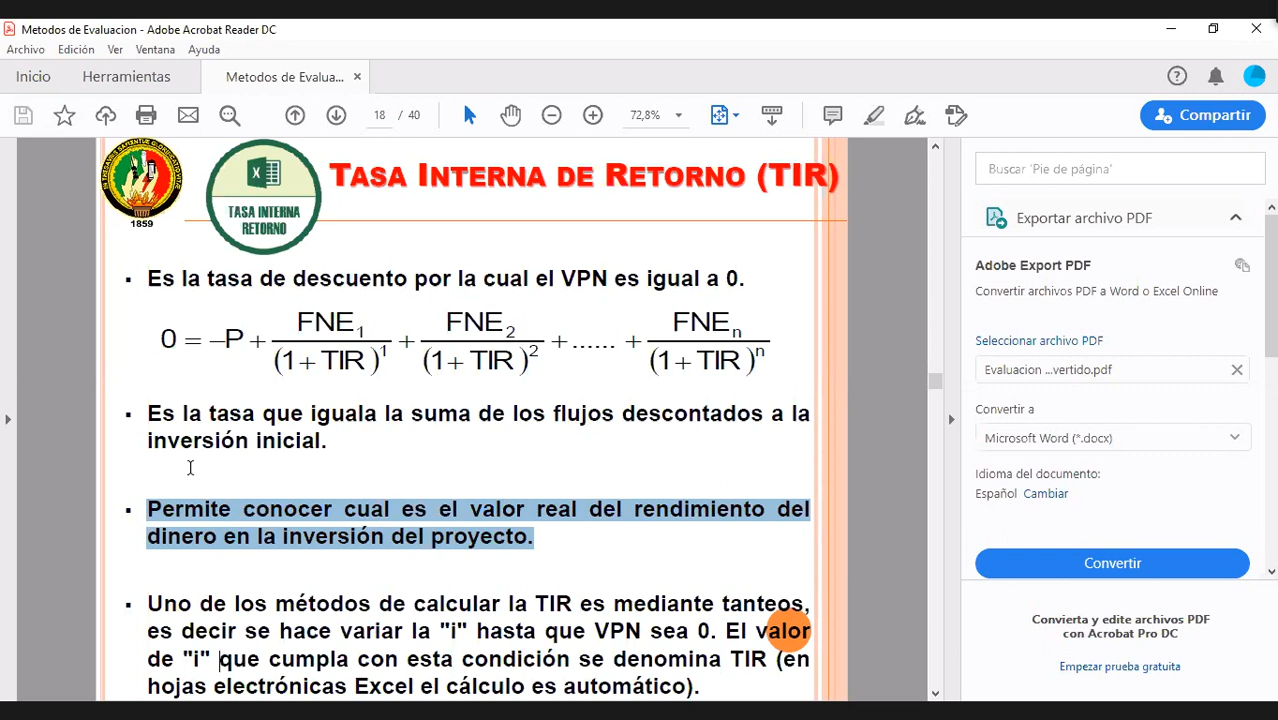 Metodos de Evaluacion - Adobe Acrobat Reader DC
Archivo Edición Ver Ventana Ayuda
Inicio Herramientas Metodos de Evalua... ×
18 / 40 72,8% Compartir
TASA INTERNA DE RETORNO (TIR)
TASA INTERNA
RETORNO
1859
▪ Es la tasa de descuento por la cual el VPN es igual a 0.
0 = −P + FNE1/(1+ TIR )^1 + FNE2/(1+ TIR )^2 + ...... + FNEn/(1+ TIR )^n
▪ Es la tasa que iguala la suma de los flujos descontados a la
inversión inicial.
▪ Permite conocer cual es el valor real del rendimiento del
dinero en la inversión del proyecto.
▪ Uno de los métodos de calcular la TIR es mediante tanteos,
es decir se hace variar la "i" hasta que VPN sea 0. El valor
de "i" que cumpla con esta condición se denomina TIR (en
hojas electrónicas Excel el cálculo es automático).
Buscar 'Pie de página'
Exportar archivo PDF
Adobe Export PDF
Convertir archivos PDF a Word o Excel Online
Seleccionar archivo PDF
Evaluacion ...vertido.pdf
Convertir a
Microsoft Word (*.docx)
Idioma del documento:
Español Cambiar
Convertir
Convierta y edite archivos PDF
con Acrobat Pro DC
Empezar prueba gratuita